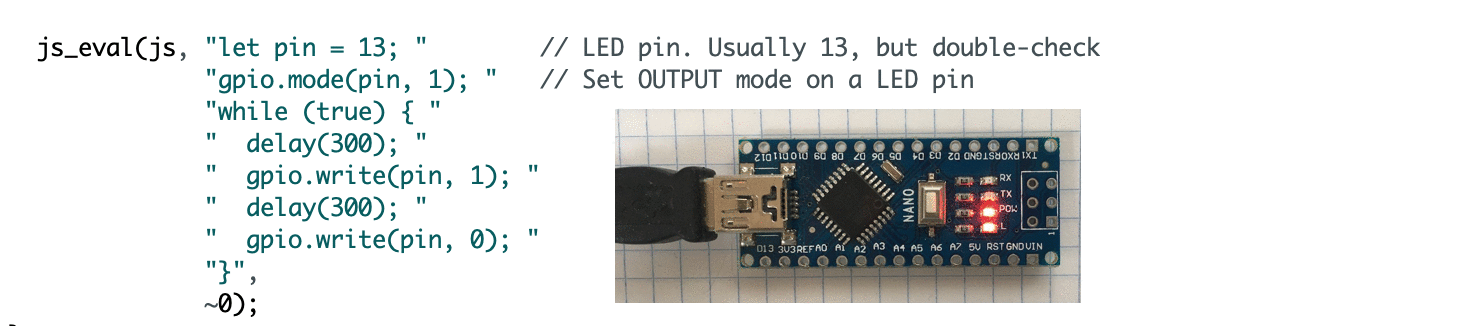 js_eval(js, "let pin = 13; " // LED pin. Usually 13, but double-check
"gpio.mode(pin, 1); " // Set OUTPUT mode on a LED pin
"while (true) { "
" delay(300); "
" gpio.write(pin, 1); "
" delay(300); "
" gpio.write(pin, 0); "
"}",
~0);
D12 D11 D10 D9 D8 D7 D6 D5 D4 D3 D2 GND RST RX0 TX1
RX
TX
POW
L
NANO
D13 3V3 REF A0 A1 A2 A3 A4 A5 A6 A7 5V RST GND VIN
1